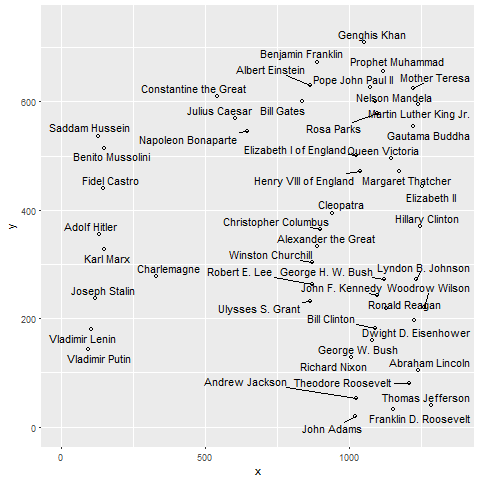 Genghis Khan
Benjamin Franklin
Prophet Muhammad
Albert Einstein
Pope John Paul II
Mother Teresa
Constantine the Great
Nelson Mandela
Julius Caesar
Bill Gates
Martin Luther King Jr.
Saddam Hussein
Rosa Parks
Napoleon Bonaparte
Gautama Buddha
Elizabeth I of England
Queen Victoria
Benito Mussolini
Fidel Castro
Henry VIII of England
Margaret Thatcher
Elizabeth II
Cleopatra
Adolf Hitler
Christopher Columbus
Hillary Clinton
Alexander the Great
Karl Marx
Winston Churchill
Charlemagne
Robert E. Lee
George H. W. Bush
Lyndon B. Johnson
Joseph Stalin
John F. Kennedy
Woodrow Wilson
Ulysses S. Grant
Ronald Reagan
Bill Clinton
Vladimir Lenin
Dwight D. Eisenhower
Vladimir Putin
George W. Bush
Richard Nixon
Abraham Lincoln
Andrew Jackson
Theodore Roosevelt
Thomas Jefferson
John Adams
Franklin D. Roosevelt
600
400
200
0
y
0
500
1000
x